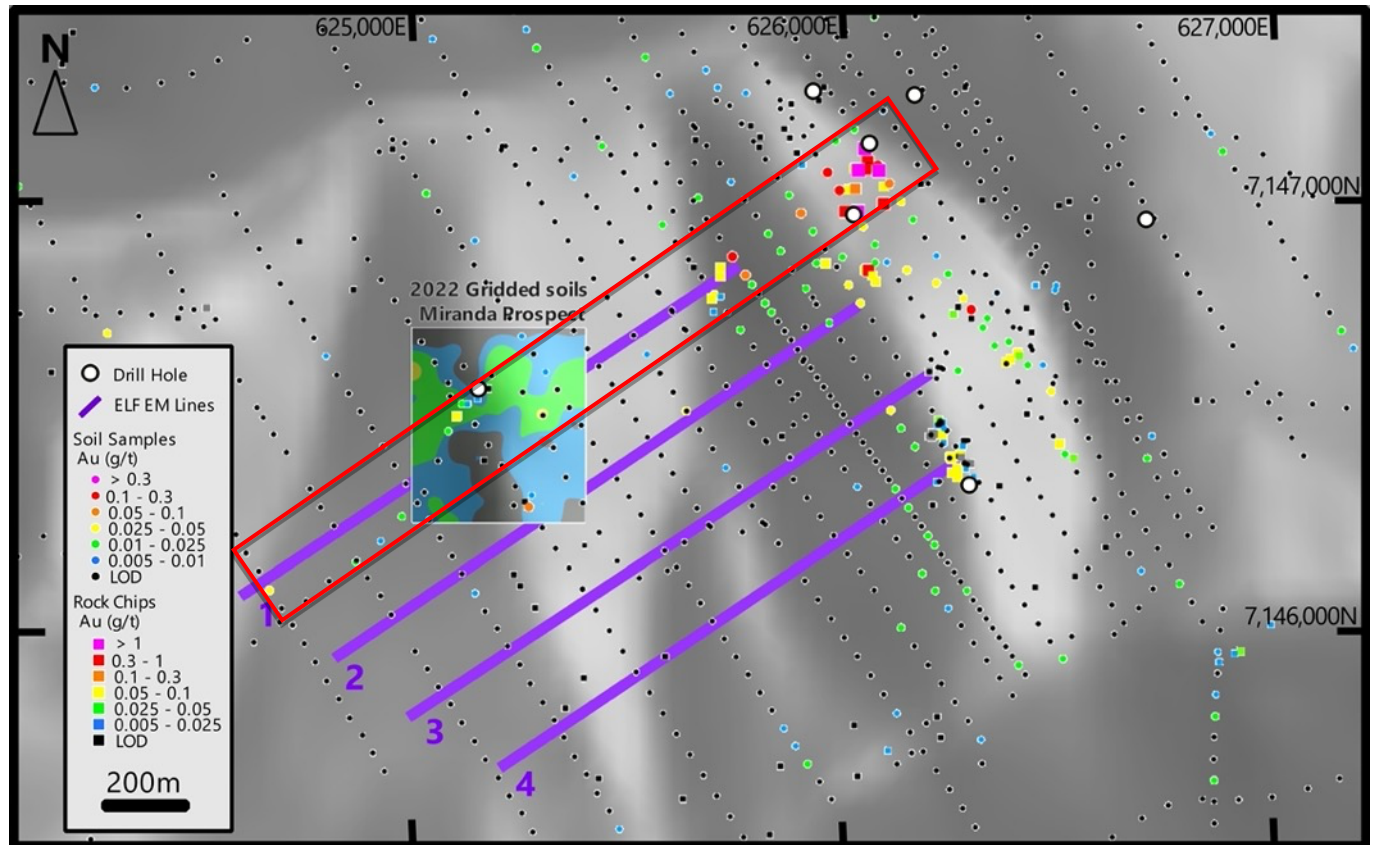 625,000E
626,000E
627,000E
N
7,147,000N
2022 Gridded soils
Miranda Prospect
Drill Hole
ELF EM Lines
Soil Samples
Au (g/t)
> 0.3
0.1 - 0.3
0.05 - 0.1
0.025 - 0.05
0.01 - 0.025
0.005 - 0.01
LOD
Rock Chips
Au (g/t)
> 1
0.3 - 1
0.1 - 0.3
0.05 - 0.1
0.025 - 0.05
0.005 - 0.025
LOD
200m
1
2
3
4
7,146,000N